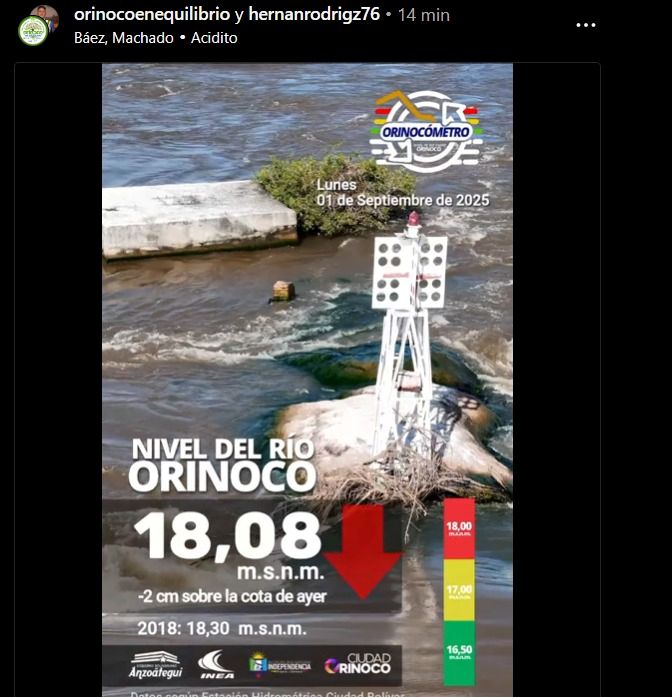 orinocoenequilibrio y hernanrodrigz76 • 14 min
Báez, Machado • Acidito
ORINOCÓMETRO
ORINOCO
Lunes
01 de Septiembre de 2025
NIVEL DEL RÍO
ORINOCO
18,08
m.s.n.m.
-2 cm sobre la cota de ayer
2018: 18,30 m.s.n.m.
18,00
m.s.n.m.
17,00
m.s.n.m.
16,50
m.s.n.m.
Anzoátegui
INEA
INDEPENDENCIA
CIUDAD
ORINOCO
Datos según Estación Hidrométrica Ciudad Bolívar